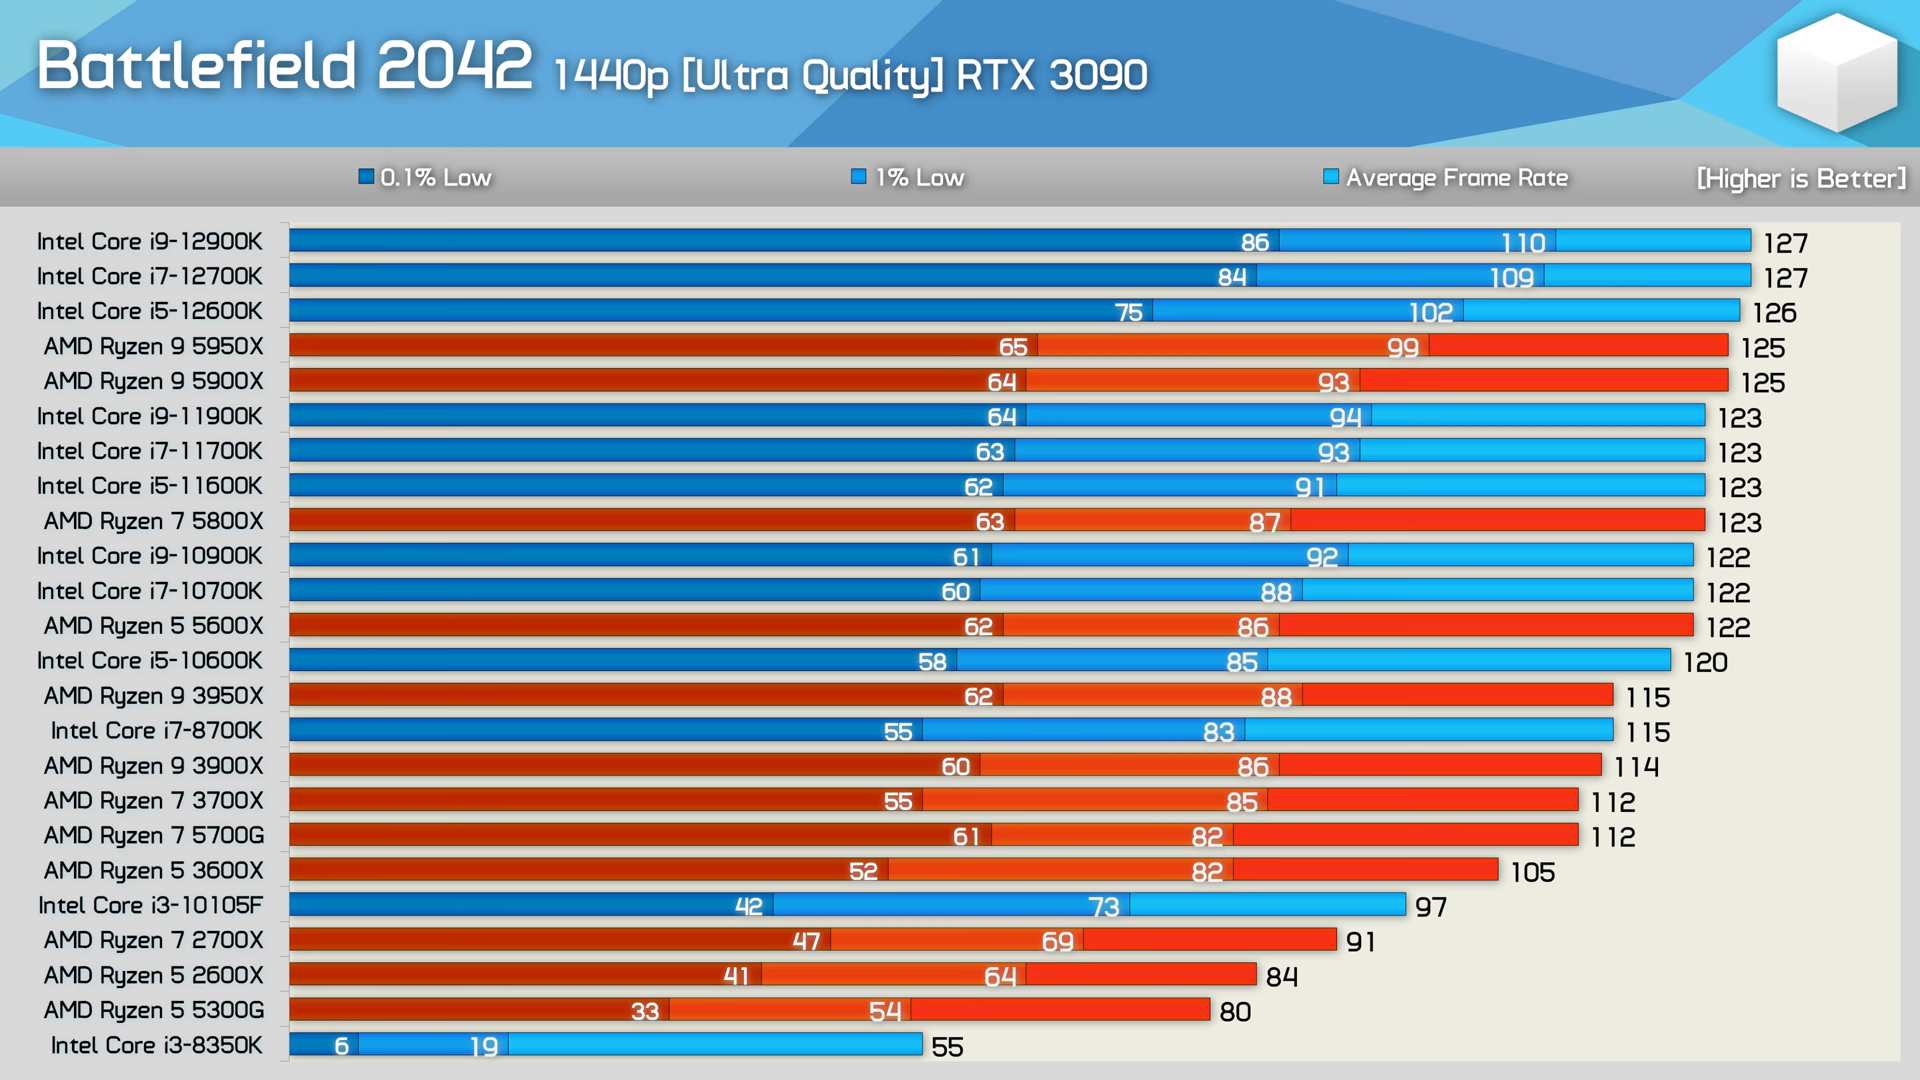 Battlefield 2042 1440p [Ultra Quality] RTX 3090
0.1% Low 1% Low Average Frame Rate [Higher is Better]
Intel Core i9-12900K 86 110 127
Intel Core i7-12700K 84 109 127
Intel Core i5-12600K 75 102 126
AMD Ryzen 9 5950X 65 99 125
AMD Ryzen 9 5900X 64 93 125
Intel Core i9-11900K 64 94 123
Intel Core i7-11700K 63 93 123
Intel Core i5-11600K 62 91 123
AMD Ryzen 7 5800X 63 87 123
Intel Core i9-10900K 61 92 122
Intel Core i7-10700K 60 88 122
AMD Ryzen 5 5600X 62 86 122
Intel Core i5-10600K 58 85 120
AMD Ryzen 9 3950X 62 88 115
Intel Core i7-8700K 55 83 115
AMD Ryzen 9 3900X 60 86 114
AMD Ryzen 7 3700X 55 85 112
AMD Ryzen 7 5700G 61 82 112
AMD Ryzen 5 3600X 52 82 105
Intel Core i3-10105F 42 73 97
AMD Ryzen 7 2700X 47 69 91
AMD Ryzen 5 2600X 41 64 84
AMD Ryzen 5 5300G 33 54 80
Intel Core i3-8350K 6 19 55